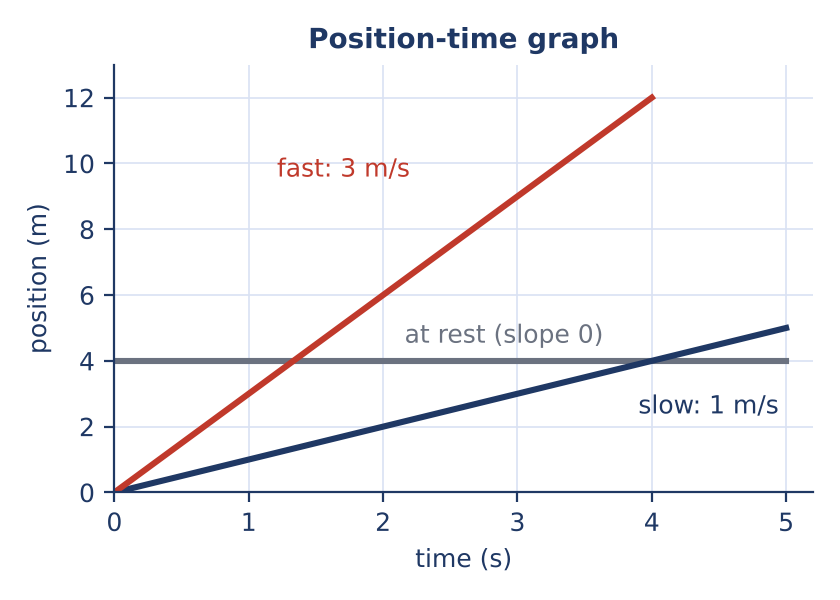 Position-time graph
position (m)
12
10
8
6
4
2
0
fast: 3 m/s
at rest (slope 0)
slow: 1 m/s
0 1 2 3 4 5
time (s)